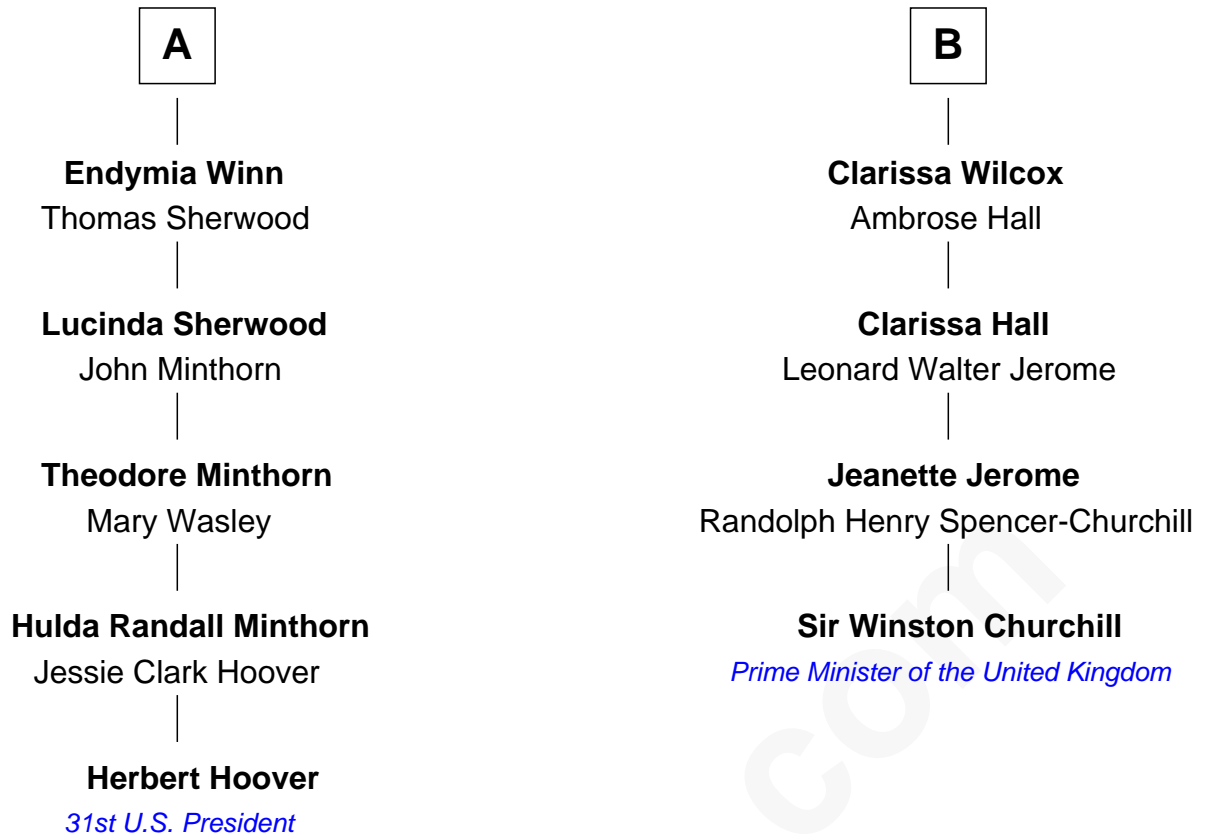 A
Endymia Winn
Thomas Sherwood
Lucinda Sherwood
John Minthorn
Theodore Minthorn
Mary Wasley
Hulda Randall Minthorn
Jessie Clark Hoover
Herbert Hoover
31st U.S. President
B
Clarissa Wilcox
Ambrose Hall
Clarissa Hall
Leonard Walter Jerome
Jeanette Jerome
Randolph Henry Spencer-Churchill
Sir Winston Churchill
Prime Minister of the United Kingdom
com